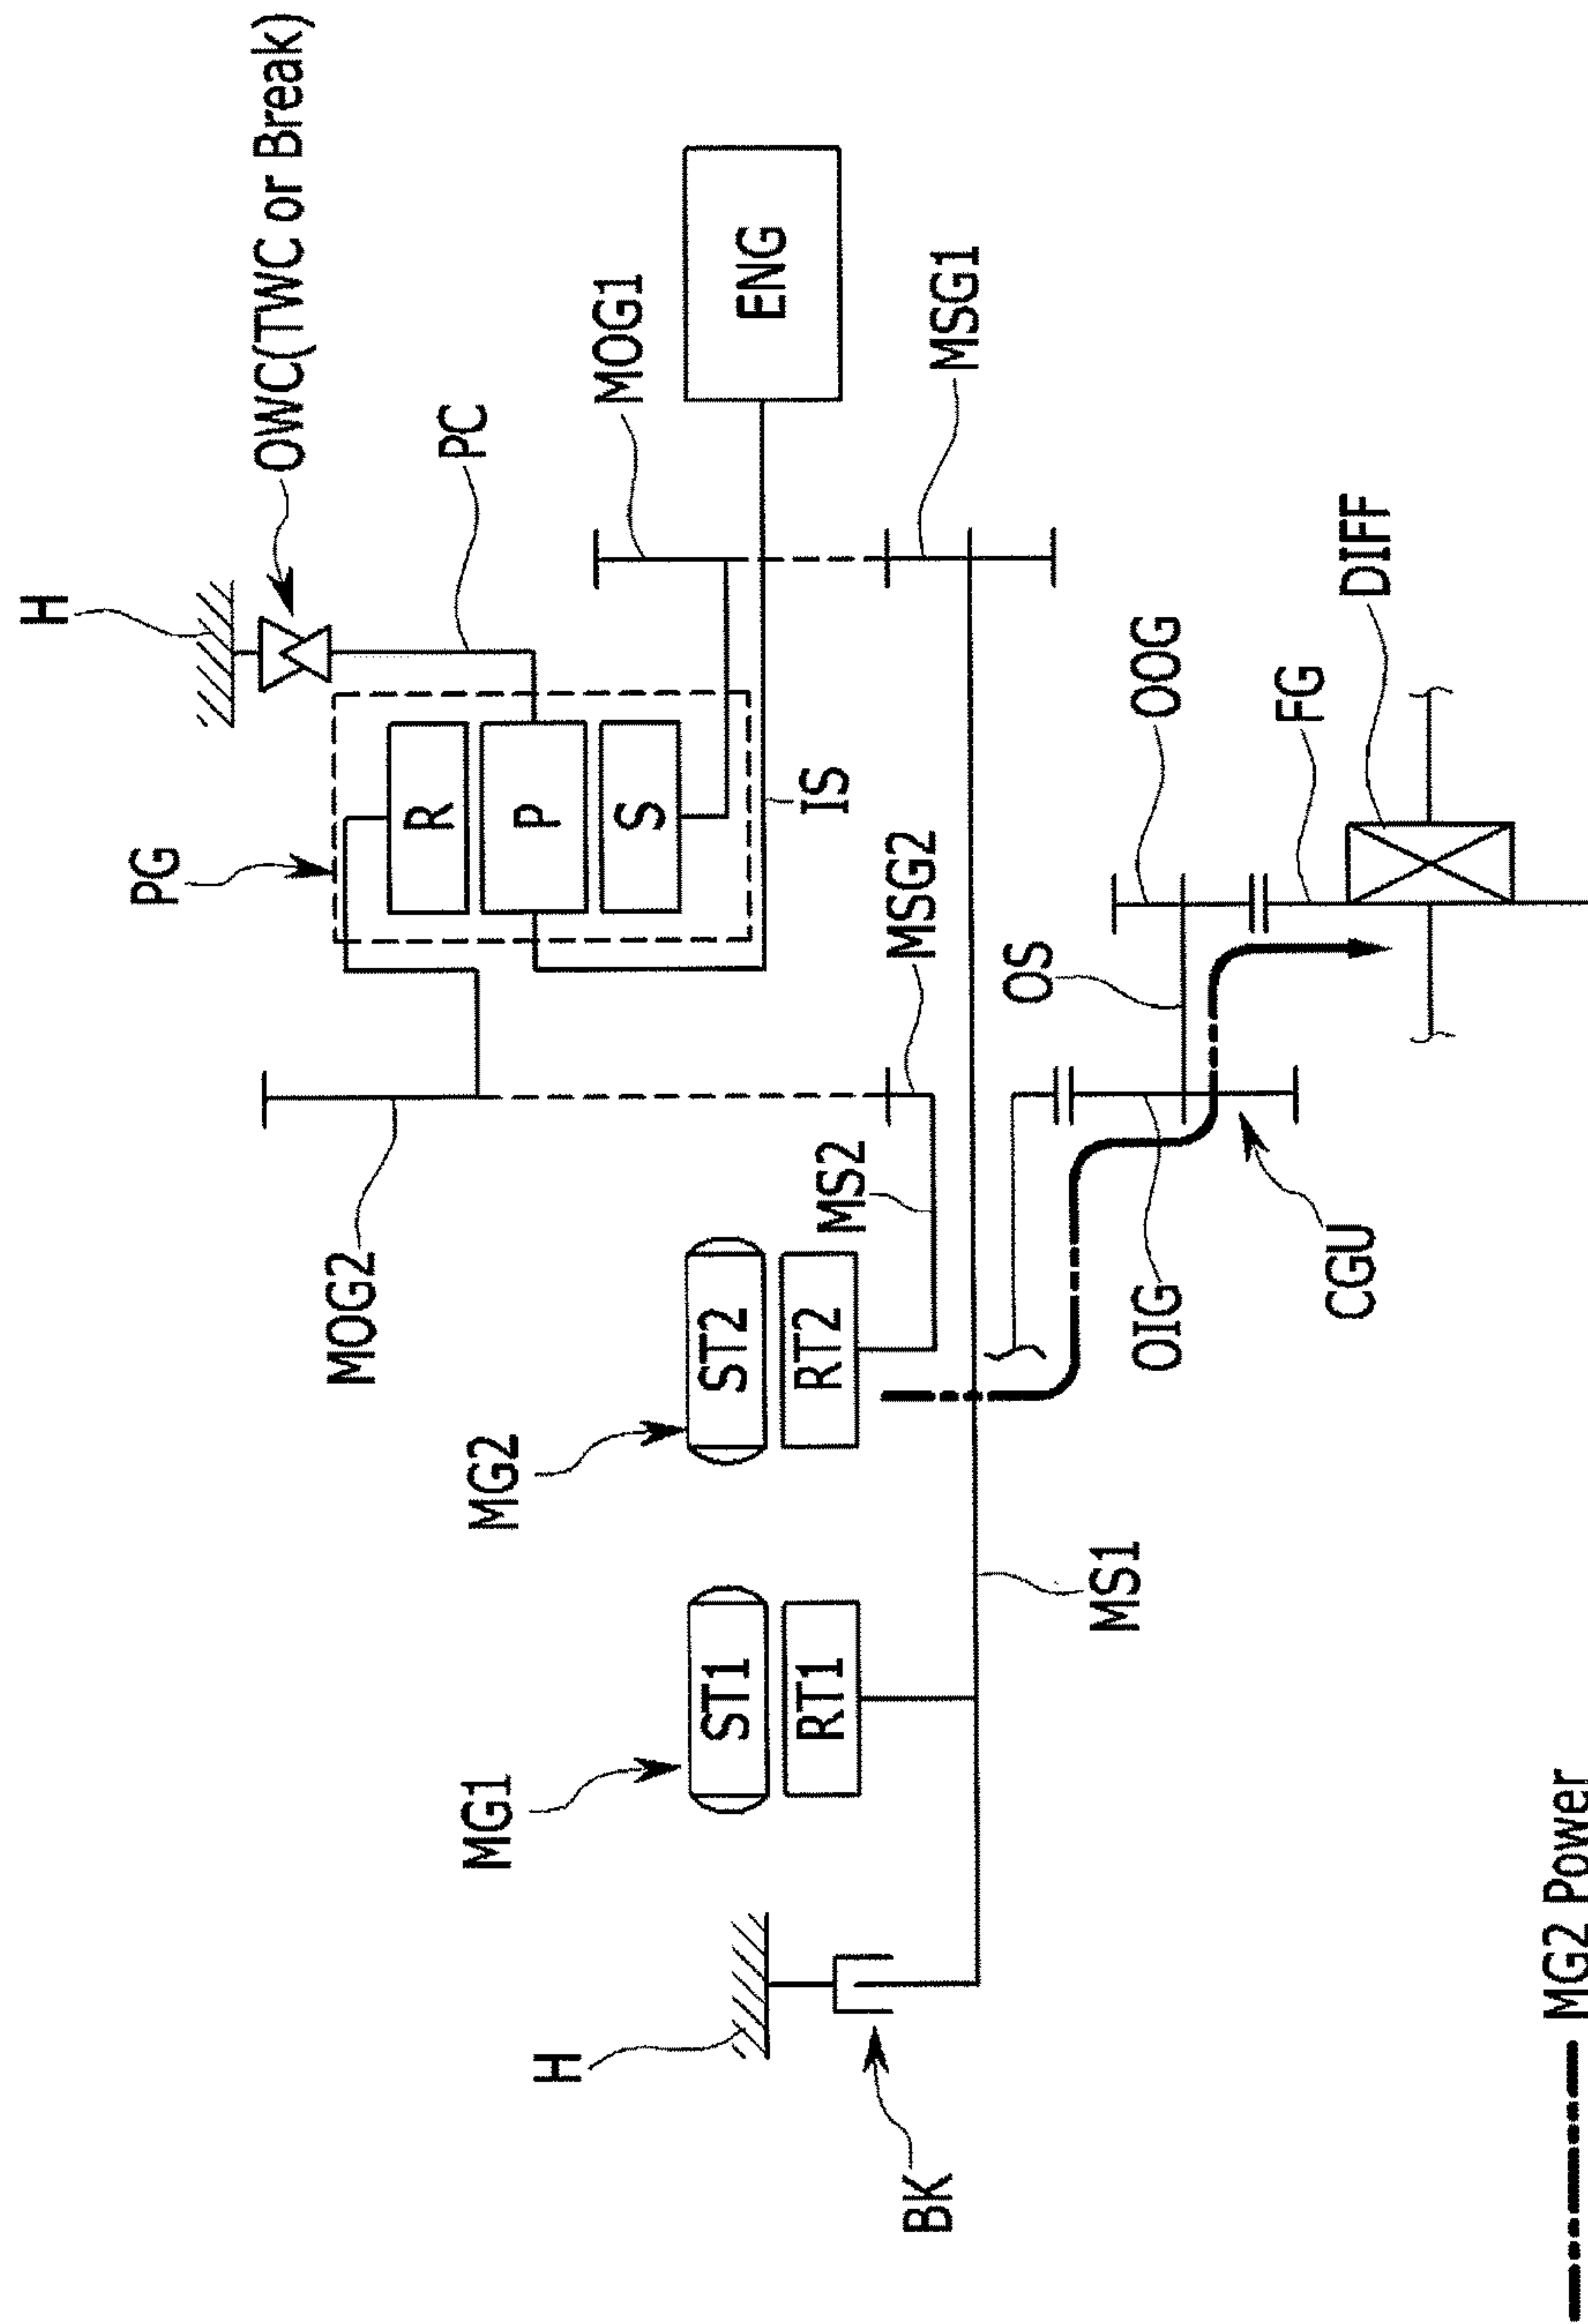 H
OWC(TWC or Break)
PG
PC
R
P
S
MOG2
MOG1
ENG
IS
MG1
MG2
ST1
RT1
ST2
RT2
MS2
MSG2
MSG1
H
BK
MS1
OS
OOG
OIG
CGU
FG
DIFF
MG2 Power